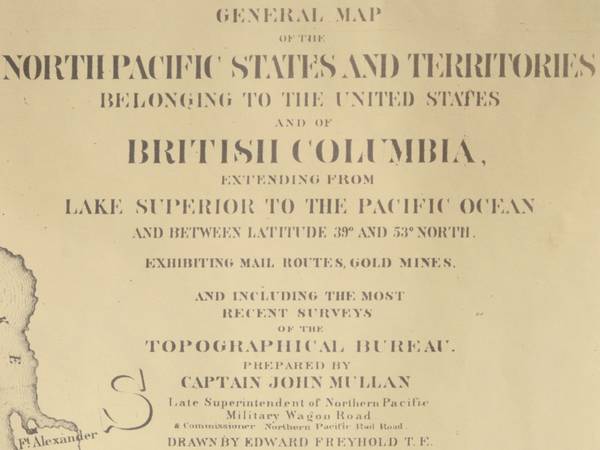 GENERAL MAP
OF THE
NORTH PACIFIC STATES AND TERRITORIES
BELONGING TO THE UNITED STATES
AND OF
BRITISH COLUMBIA,
EXTENDING FROM
LAKE SUPERIOR TO THE PACIFIC OCEAN
AND BETWEEN LATITUDE 39º AND 53º NORTH.
EXHIBITING MAIL ROUTES, GOLD MINES,
AND INCLUDING THE MOST
RECENT SURVEYS
OF THE
TOPOGRAPHICAL BUREAU.
PREPARED BY
CAPTAIN JOHN MULLAN
Late Superintendent of Northern Pacific
Military Wagon Road
& Commissioner Northern Pacific Rail Road.
DRAWN BY EDWARD FREYHOLD T. E.
E
S
Ft. Alexander